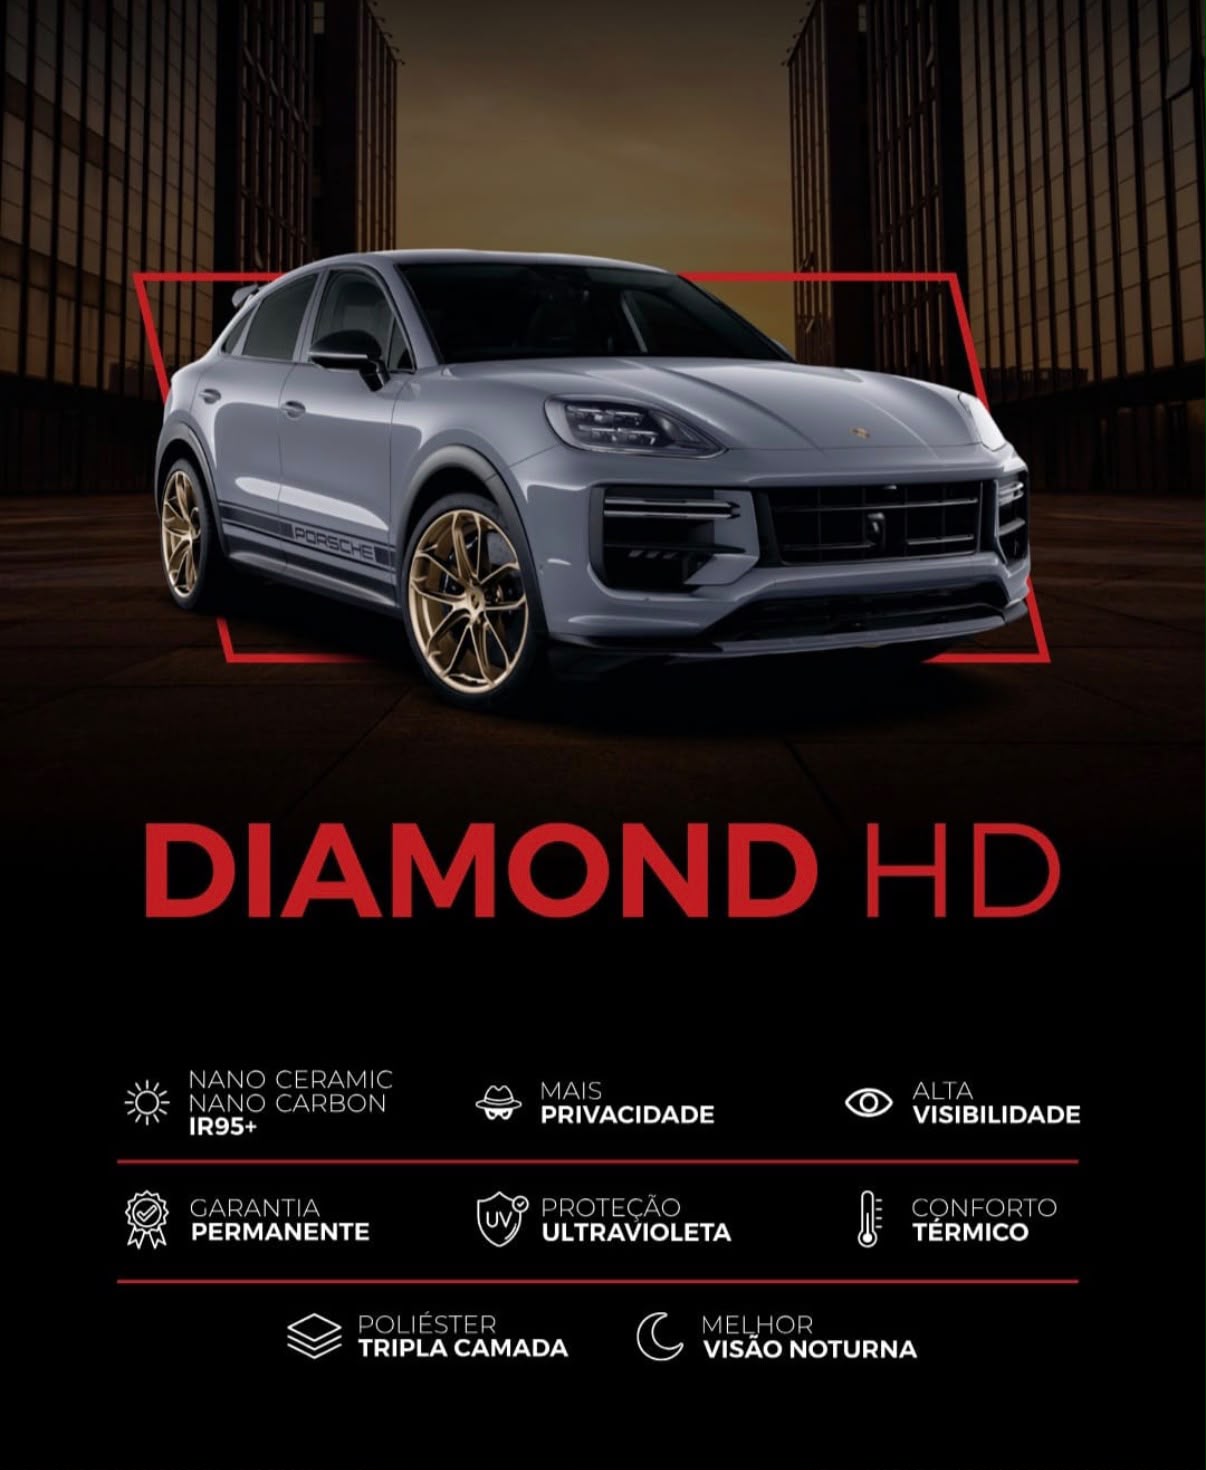 PORSCHE
DIAMOND HD
NANO CERAMIC
NANO CARBON
IR95+
MAIS
PRIVACIDADE
ALTA
VISIBILIDADE
GARANTIA
PERMANENTE
UV
PROTEÇÃO
ULTRAVIOLETA
CONFORTO
TÉRMICO
POLIÉSTER
TRIPLA CAMADA
MELHOR
VISÃO NOTURNA